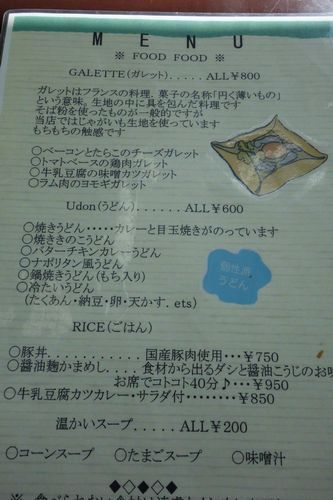 MENU
※ FOOD FOOD ※
GALETTE(ガレット).....ALL￥800
ガレットはフランスの料理、菓子の名称「円く薄いもの」
という意味。生地の中に具を包んだ料理です
そば粉を使ったものが一般的ですが
当店ではじゃがいも生地を使っています
もちもちの触感です
○ベーコンとたらこのチーズガレット
○トマトベースの鶏肉ガレット
○牛乳豆腐の味噌カツガレット
○ラム肉のヨモギガレット
Udon(うどん).......ALL￥600
○焼きうどん・・・・・カレーと目玉焼きがのっています
○焼ききのこうどん
○バターチキンカレーうどん
○ナポリタン風うどん
○鍋焼きうどん(もち入り)
○冷たいうどん
(たくあん・納豆・卵・天かす. ets)
個性派
うどん
RICE(ごはん)
○豚丼...........国産豚肉使用・・・￥750
○醤油麹かまめし.....食材から出るダシと醤油こうじのお味
お席でコトコト40分♪・・・￥950
○牛乳豆腐カツカレー・サラダ付・・・・・・・・￥850
温かいスープ.....ALL￥200
○コーンスープ ○たまごスープ ○味噌汁
◆◇◆◇◆